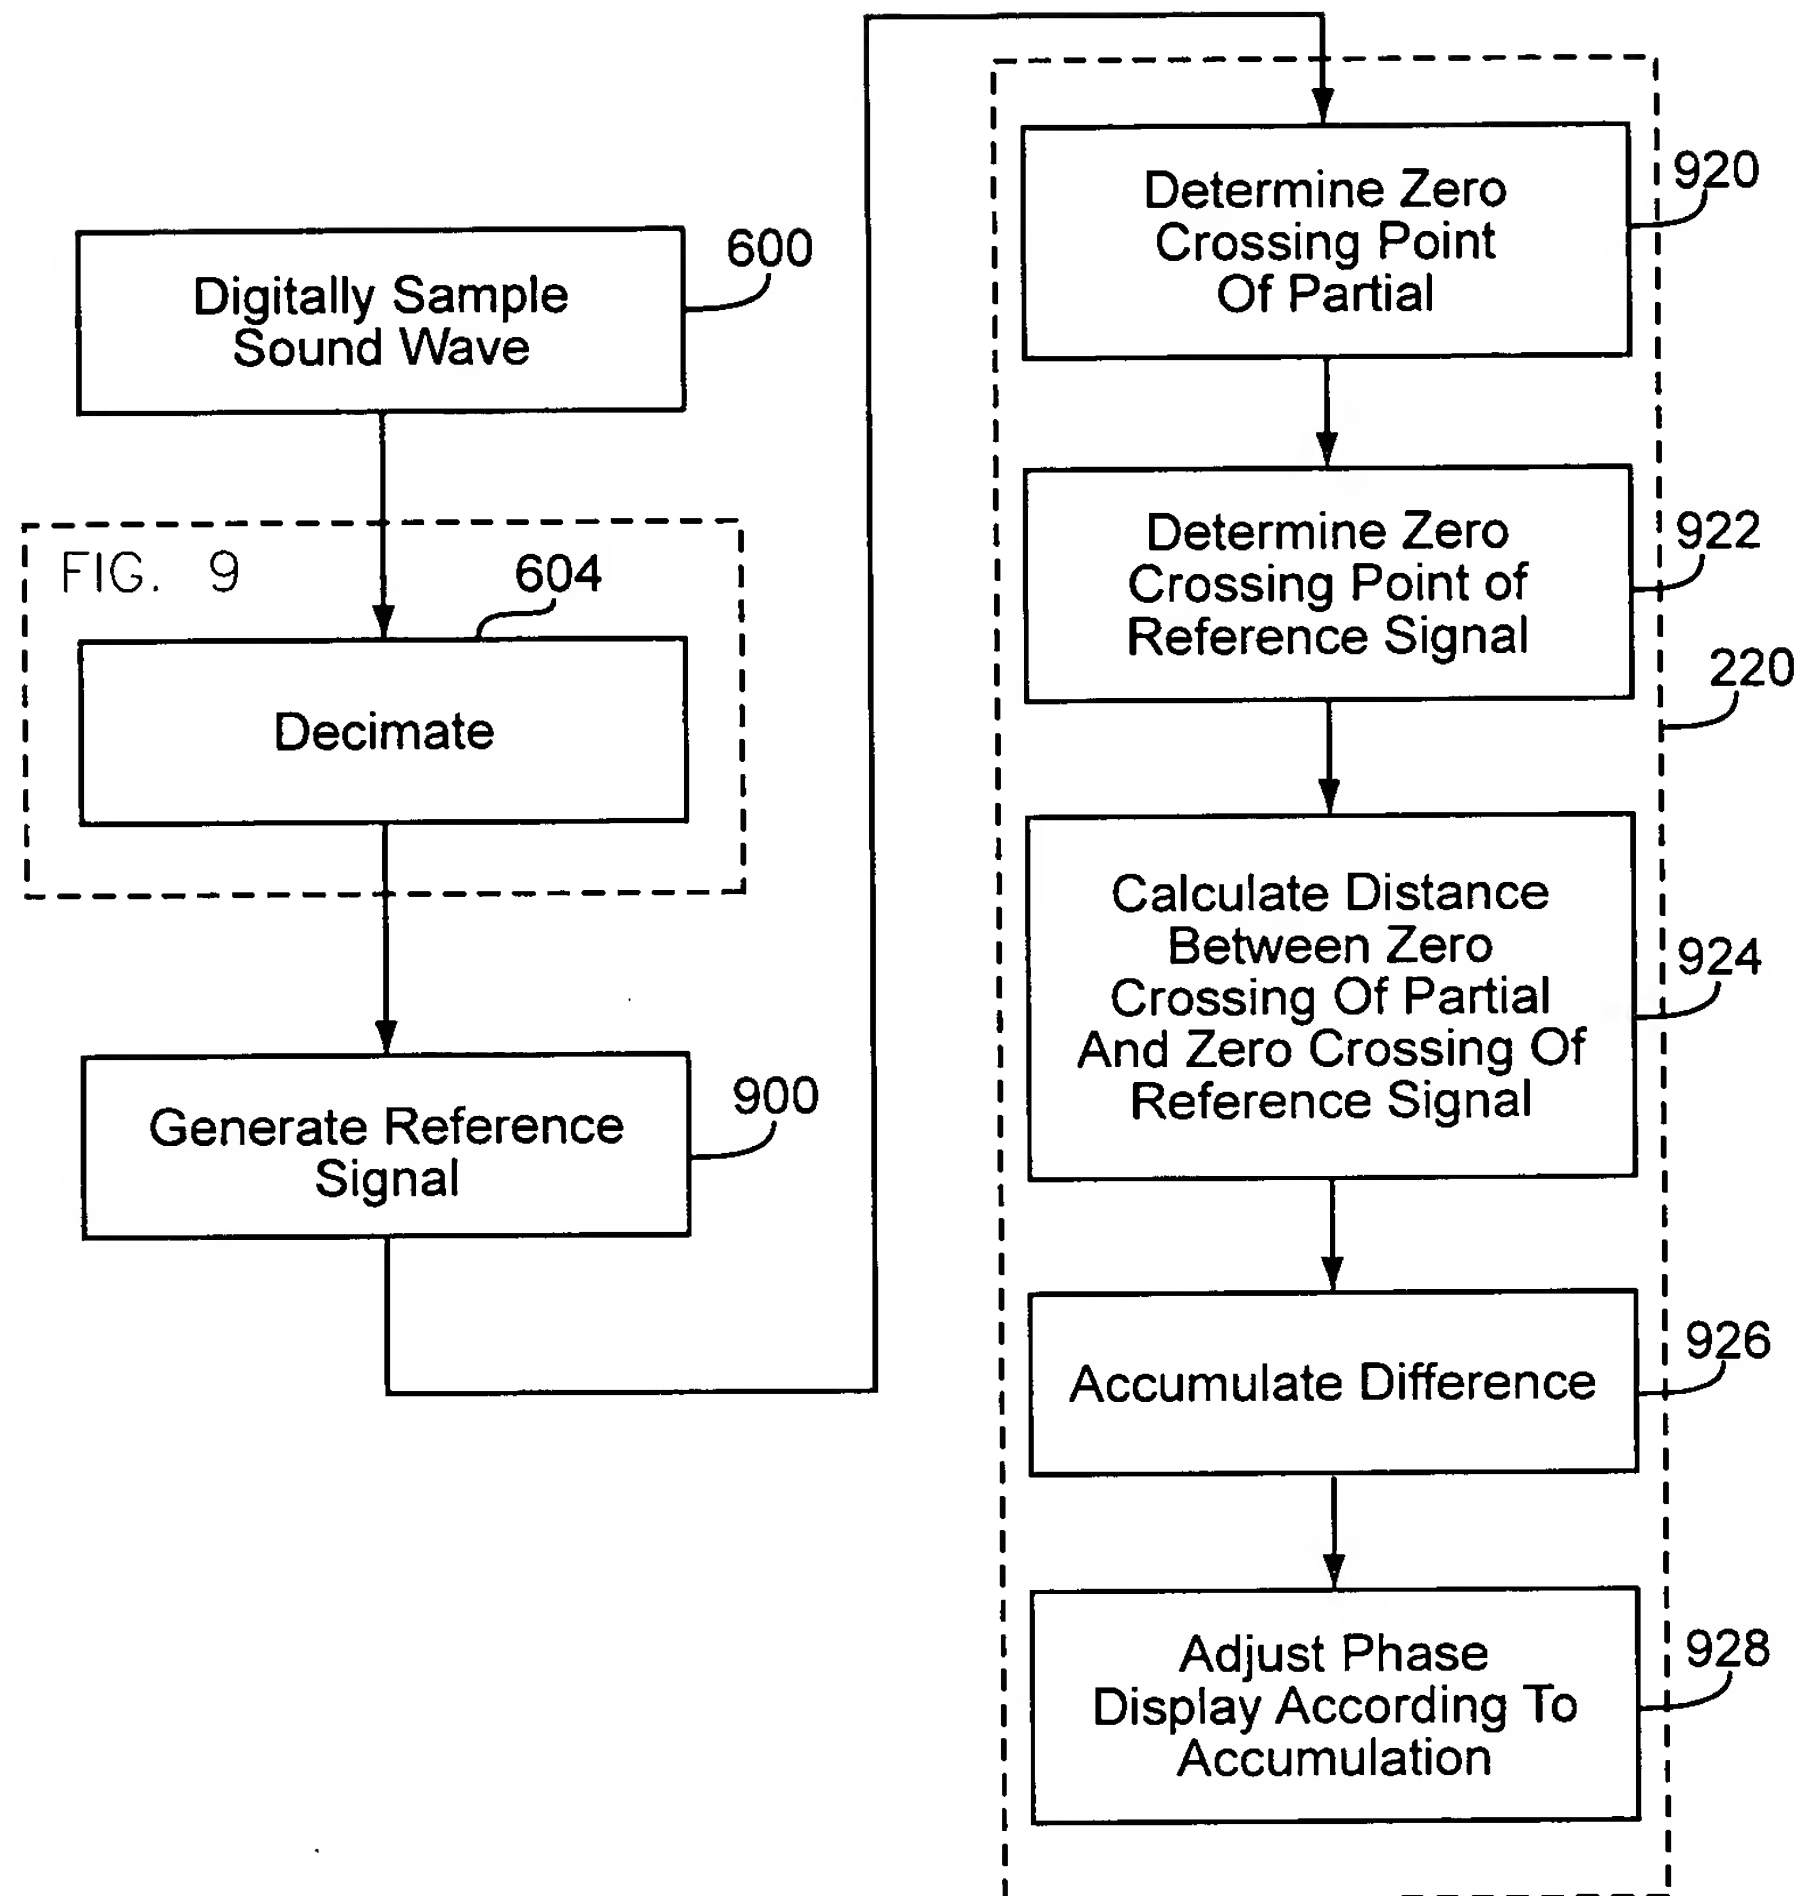 Digitally Sample
Sound Wave
600
FIG. 9
604
Decimate
Generate Reference
Signal
900
Determine Zero
Crossing Point
Of Partial
920
Determine Zero
Crossing Point of
Reference Signal
922
220
Calculate Distance
Between Zero
Crossing Of Partial
And Zero Crossing Of
Reference Signal
924
Accumulate Difference
926
Adjust Phase
Display According To
Accumulation
928